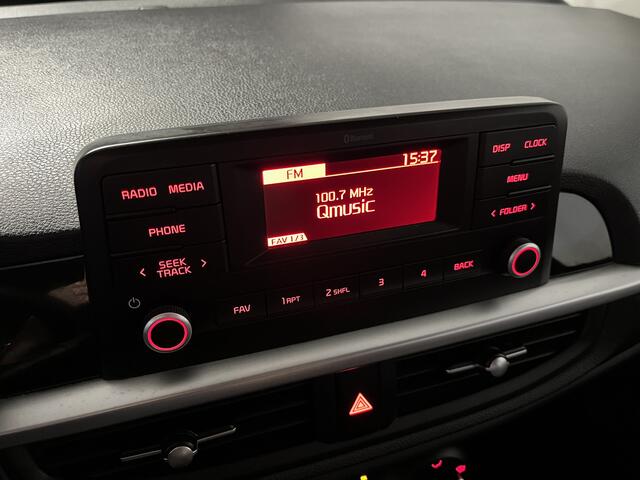 Bluetooth
RADIO MEDIA
PHONE
< SEEK >
TRACK
FM 15:37
100.7 MHz
Qmusic
FAV 1/3
DISP CLOCK
MENU
< FOLDER >
FAV 1 RPT 2 SHFL 3 4 BACK